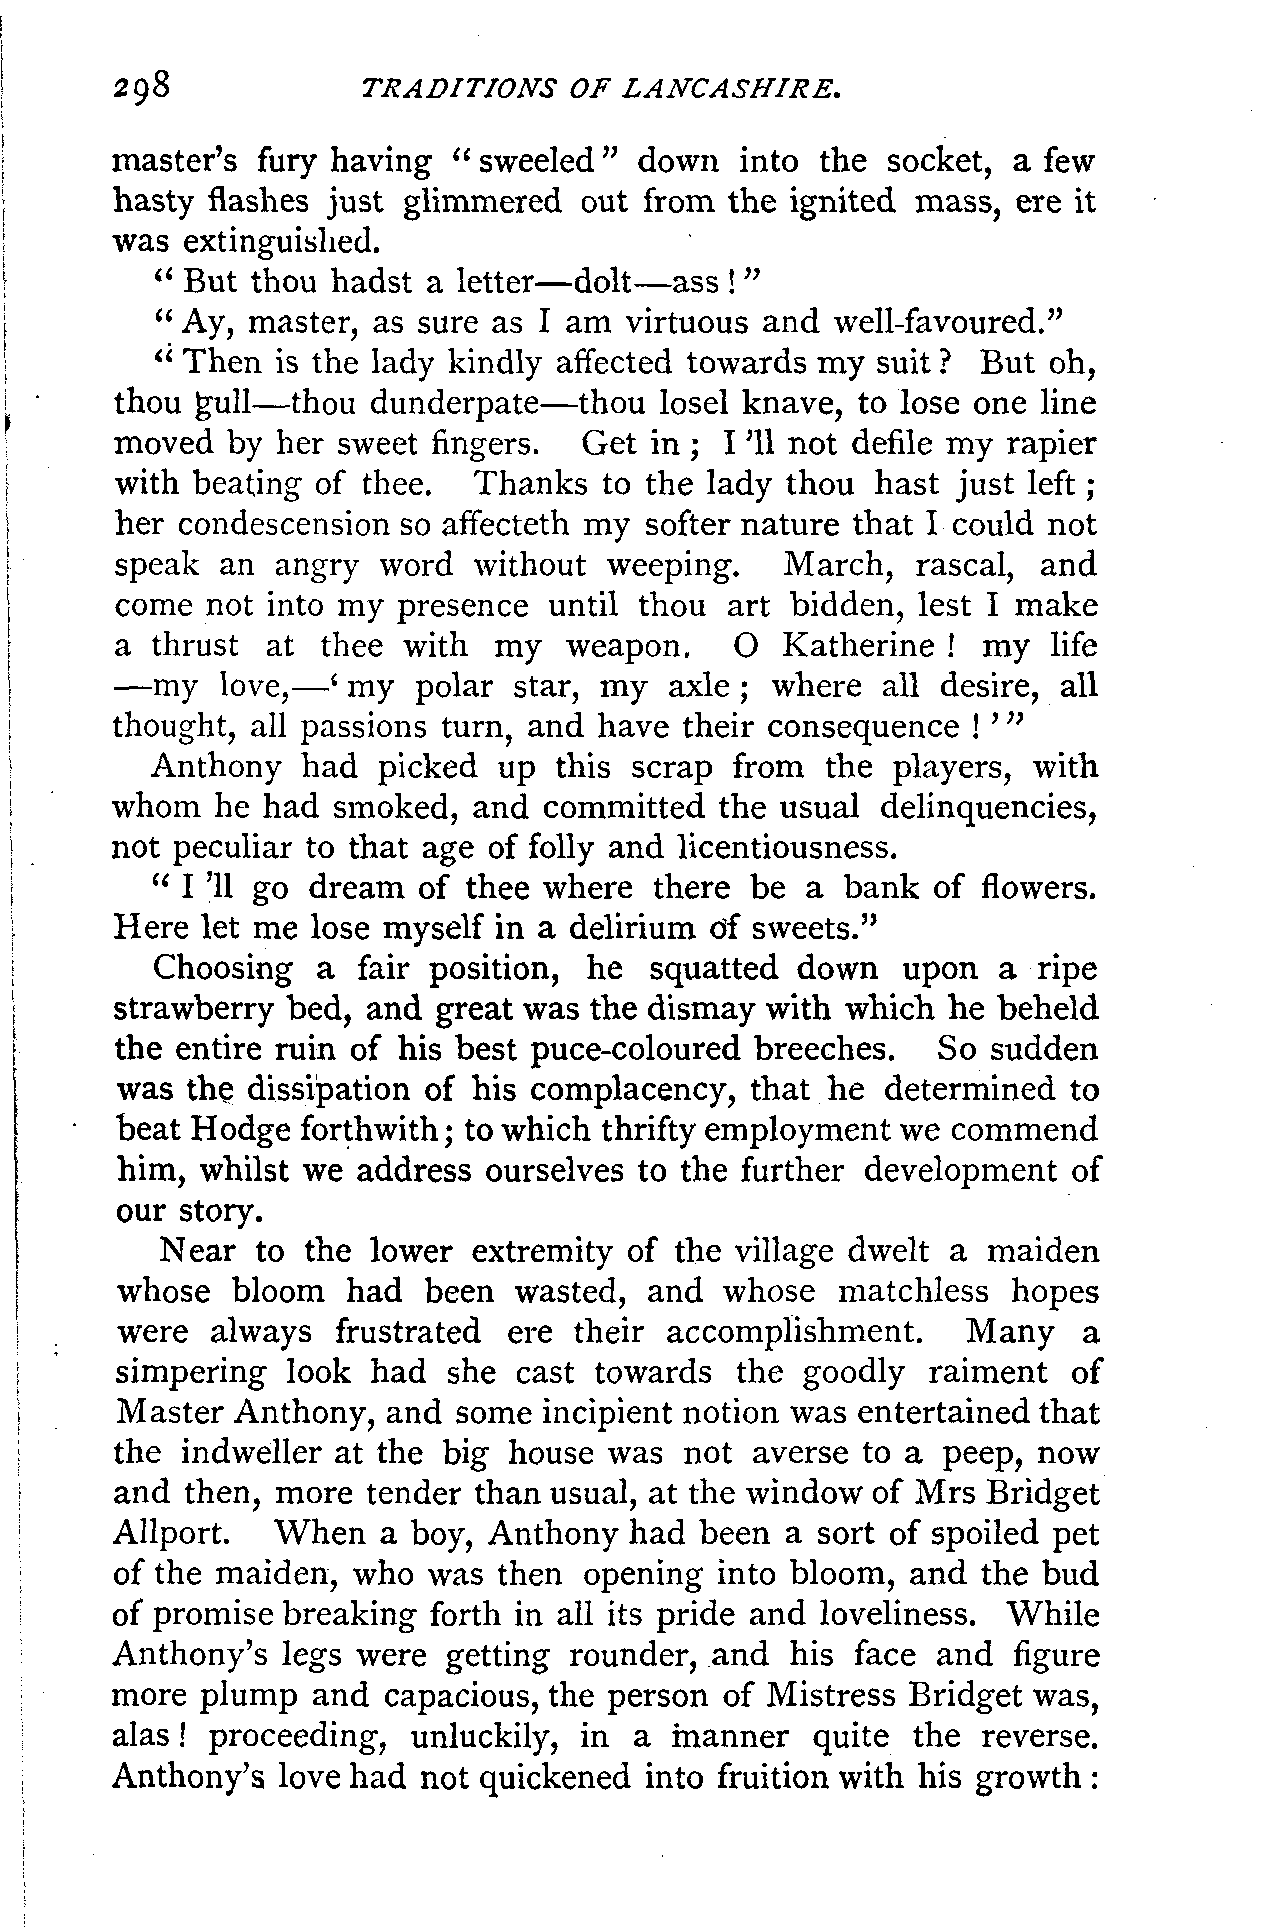 298 TRADITIONS OF LANCASHIRE.
master's fury having "sweeled" down into the socket, a few
hasty flashes just glimmered out from the ignited mass, ere it
was extinguished.
"But thou hadst a letter—dolt—ass!"
"Ay, master, as sure as I am virtuous and well-favoured."
"Then is the lady kindly affected towards my suit? But oh,
thou gull—thou dunderpate—thou losel knave, to lose one line
moved by her sweet fingers. Get in; I'll not defile my rapier
with beating of thee. Thanks to the lady thou hast just left;
her condescension so affecteth my softer nature that I could not
speak an angry word without weeping. March, rascal, and
come not into my presence until thou art bidden, lest I make
a thrust at thee with my weapon. O Katherine! my life
—my love,—'my polar star, my axle; where all desire, all
thought, all passions turn, and have their consequence!'"
Anthony had picked up this scrap from the players, with
whom he had smoked, and committed the usual delinquencies,
not peculiar to that age of folly and licentiousness.
"I'll go dream of thee where there be a bank of flowers.
Here let me lose myself in a delirium of sweets."
Choosing a fair position, he squatted down upon a ripe
strawberry bed, and great was the dismay with which he beheld
the entire ruin of his best puce-coloured breeches. So sudden
was the dissipation of his complacency, that he determined to
beat Hodge forthwith; to which thrifty employment we commend
him, whilst we address ourselves to the further development of
our story.
Near to the lower extremity of the village dwelt a maiden
whose bloom had been wasted, and whose matchless hopes
were always frustrated ere their accomplishment. Many a
simpering look had she cast towards the goodly raiment of
Master Anthony, and some incipient notion was entertained that
the indweller at the big house was not averse to a peep, now
and then, more tender than usual, at the window of Mrs Bridget
Allport. When a boy, Anthony had been a sort of spoiled pet
of the maiden, who was then opening into bloom, and the bud
of promise breaking forth in all its pride and loveliness. While
Anthony's legs were getting rounder, and his face and figure
more plump and capacious, the person of Mistress Bridget was,
alas! proceeding, unluckily, in a manner quite the reverse.
Anthony's love had not quickened into fruition with his growth: